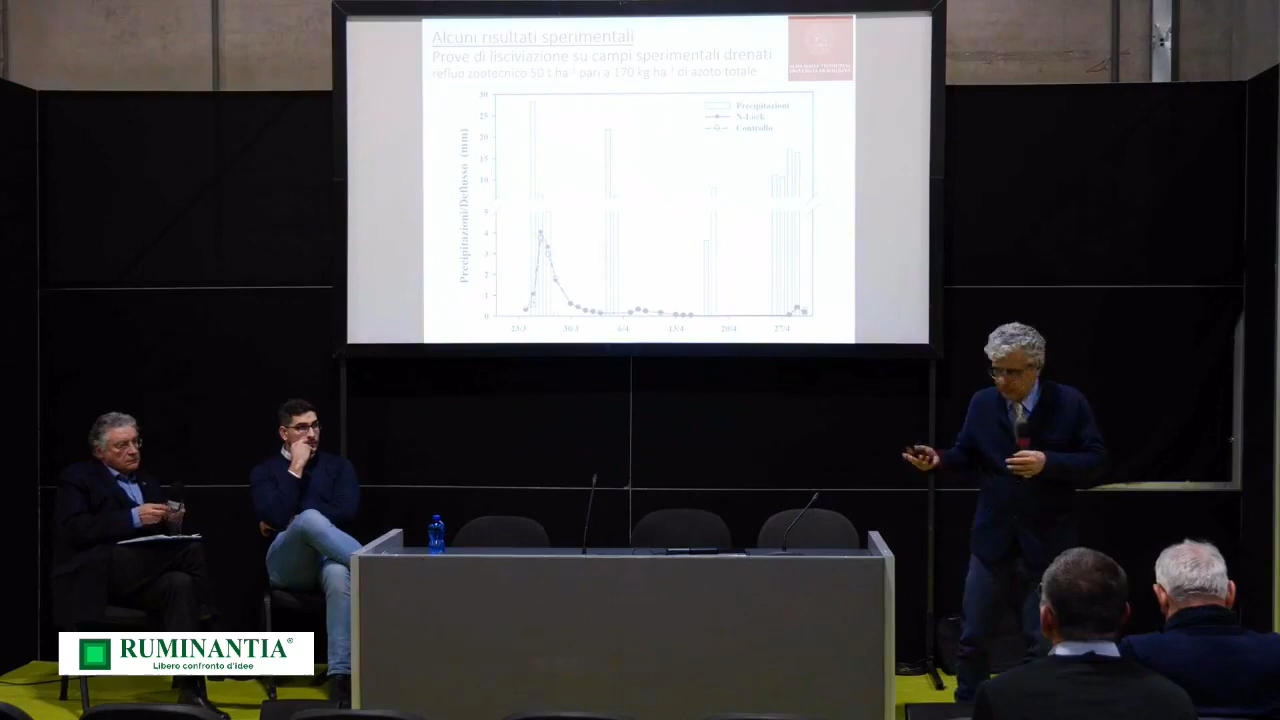 Alcuni risultati sperimentali
Prove di lisciviazione su campi sperimentali drenati
refluo zootecnico 50 t ha⁻¹ pari a 170 kg ha⁻¹ di azoto totale
Precipitazioni/Deflusso (mm)
30
25
20
15
10
5
4
3
2
1
0
Precipitazioni
N-Lock
Controllo
23/3
30/3
6/4
13/4
20/4
27/4
RUMINANTIA®
Libero confronto d'idee